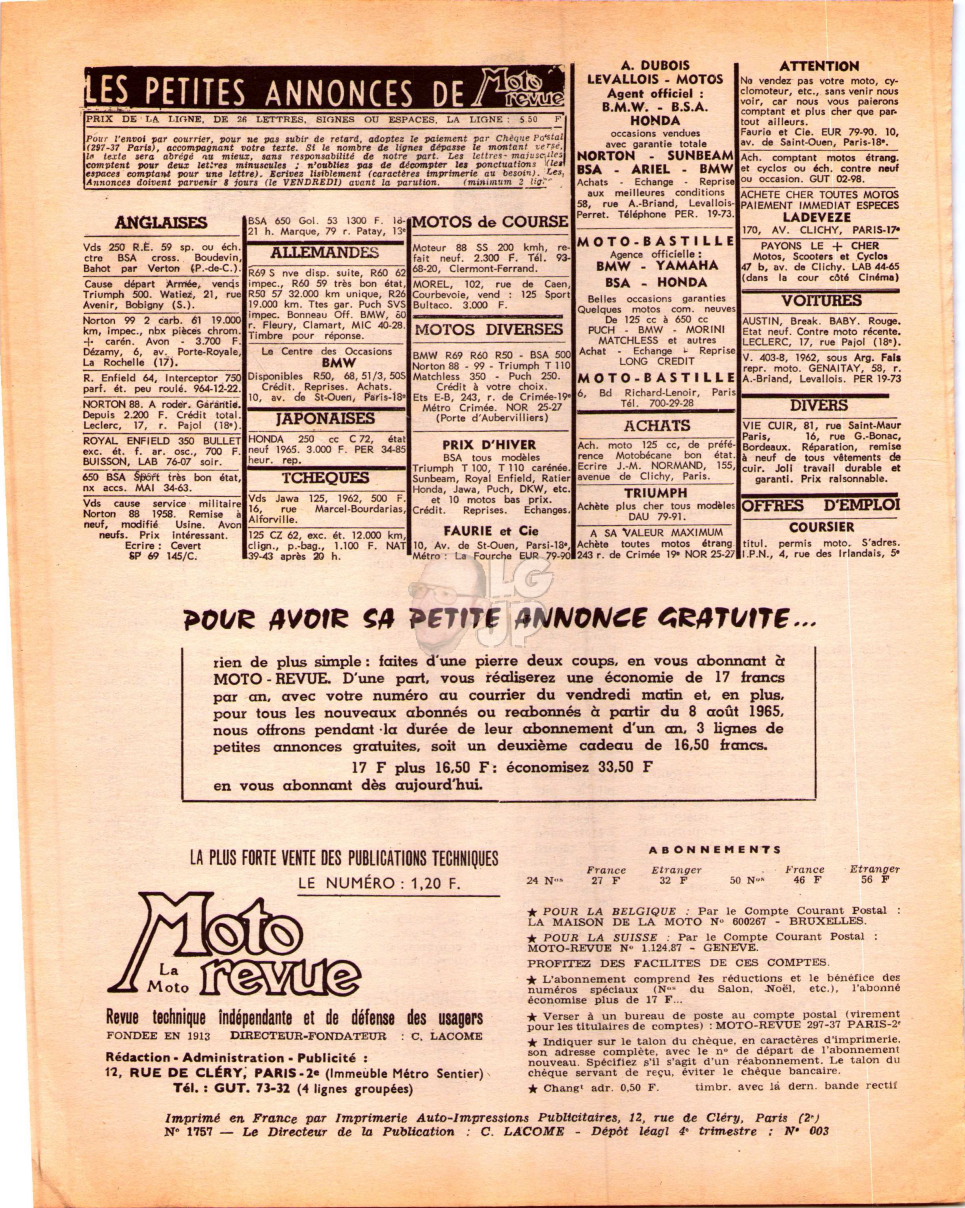 LES PETITES ANNONCES DE Moto revue
PRIX DE LA LIGNE, DE 26 LETTRES, SIGNES OU ESPACES, LA LIGNE : 5.50 F
Pour l'envoi par courrier, pour ne pas subir de retard, adoptez le paiement par Chèque Postal
(297-37 Paris), accompagnant votre texte. Si le nombre de lignes dépasse le montant versé,
le texte sera abrégé au mieux, sans responsabilité de notre part. Les lettres majuscules
comptent pour deux lettres minuscules ; n'oubliez pas de décompter les ponctuations (les
espaces comptant pour une lettre). Ecrivez lisiblement (caractères imprimerie au besoin). Les
Annonces doivent parvenir 8 jours (le VENDREDI) avant la parution. (minimum 2 lig
ANGLAISES
Vds 250 R.E. 59 sp. ou éch.
ctre BSA cross. Boudevin,
Bahot par Verton (P.-de-C.).
Cause départ Armée, vends
Triumph 500. Watiez, 21, rue
Avenir, Bobigny (S.).
Norton 99 2 carb. 61 19.000
km, impec., nbx pièces chrom.
+ carén. Avon - 3.700 F.
Dézamy, 6, av. Porte-Royale,
La Rochelle (17).
R. Enfield 64, Interceptor 750
parf. ét. peu roulé. 964-12-22.
NORTON 88. A roder. Garantie.
Depuis 2.200 F. Crédit total.
Leclerc, 17, r. Pajol (18e).
ROYAL ENFIELD 350 BULLET
exc. ét. f. ar. osc., 700 F.
BUISSON, LAB 76-07 soir.
650 BSA Sport très bon état,
nx accs. MAI 34-63.
Vds cause service militaire
Norton 88 1958. Remise à
neuf, modifié Usine. Avon
neufs. Prix intéressant.
Ecrire : Cevert
SP 69 145/C.
BSA 650 Gol. 53 1300 F. 18-
21 h. Marque, 79 r. Patay, 13e
ALLEMANDES
R69 S nve disp. suite, R60 62
impec., R60 59 très bon état,
R50 57 32.000 km unique, R26
19.000 km. Ttes gar. Puch SVS
impec. Bonneau Off. BMW, 60
r. Fleury, Clamart, MIC 40-28.
Timbre pour réponse.
Le Centre des Occasions
BMW
Disponibles R50, 68, 51/3, 50S
Crédit. Reprises. Achats.
10, av. de St-Ouen, Paris-18e
JAPONAISES
HONDA 250 cc C 72, état
neuf 1965. 3.000 F. PER 34-85
heur. rep.
TCHEQUES
Vds Jawa 125, 1962, 500 F.
16, rue Marcel-Bourdarias,
Alforville.
125 CZ 62, exc. ét. 12.000 km,
clign., p.-bag., 1.100 F. NAT
39-43 après 20 h.
MOTOS de COURSE
Moteur 88 SS 200 kmh, re-
fait neuf. 2.300 F. Tél. 93-
68-20, Clermont-Ferrand.
MOREL, 102, rue de Caen,
Courbevoie, vend : 125 Sport
Bultaco. 3.000 F.
MOTOS DIVERSES
BMW R69 R60 R50 - BSA 500
Norton 88 - 99 - Triumph T 110
Matchless 350 - Puch 250.
Crédit à votre choix.
Ets E-B, 243, r. de Crimée-19e
Métro Crimée. NOR 25-27
(Porte d'Aubervilliers)
PRIX D'HIVER
BSA tous modèles
Triumph T 100, T 110 carénée.
Sunbeam, Royal Enfield, Ratier
Honda, Jawa, Puch, DKW, etc.
et 10 motos bas prix.
Crédit. Reprises. Echanges.
FAURIE et Cie
10, Av. de St-Ouen, Parsi-18e,
Métro : La Fourche EUR 79-90
A. DUBOIS
LEVALLOIS - MOTOS
Agent officiel :
B.M.W. - B.S.A.
HONDA
occasions vendues
avec garantie totale
NORTON - SUNBEAM
BSA - ARIEL - BMW
Achats - Echange - Reprise
aux meilleures conditions
58, rue A.-Briand, Levallois-
Perret. Téléphone PER. 19-73.
MOTO-BASTILLE
Agence officielle :
BMW - YAMAHA
BSA - HONDA
Belles occasions garanties
Quelques motos com. neuves
De 125 cc à 650 cc
PUCH - BMW - MORINI
MATCHLESS et autres
Achat - Echange - Reprise
LONG CREDIT
MOTO-BASTILLE
6, Bd Richard-Lenoir, Paris
Tél. 700-29-28
ACHATS
Ach. moto 125 cc, de préfé-
rence Motobécane bon état.
Ecrire J.-M. NORMAND, 155,
avenue de Clichy, Paris.
TRIUMPH
Achète plus cher tous modèles
DAU 79-91.
A SA VALEUR MAXIMUM
Achète toutes motos étrang.
243 r. de Crimée 19e NOR 25-27
ATTENTION
Ne vendez pas votre moto, cy-
clomoteur, etc., sans venir nous
voir, car nous vous paierons
comptant et plus cher que par-
tout ailleurs.
Faurie et Cie. EUR 79-90. 10,
av. de Saint-Ouen, Paris-18e.
Ach. comptant motos étrang.
et cyclos ou éch. contre neuf
ou occasion. GUT 02-98.
ACHETE CHER TOUTES MOTOS
PAIEMENT IMMEDIAT ESPECES
LADEVEZE
170, AV. CLICHY, PARIS-17e
PAYONS LE + CHER
Motos, Scooters et Cyclos
47 b, av. de Clichy. LAB 44-65
(dans la cour côté Cinéma)
VOITURES
AUSTIN, Break. BABY. Rouge.
Etat neuf. Contre moto récente.
LECLERC, 17, rue Pajol (18e).
V. 403-8, 1962, sous Arg. Fais
repr. moto. GENAITAY, 58, r.
A.-Briand, Levallois. PER 19-73
DIVERS
VIE CUIR, 81, rue Saint-Maur
Paris, 16, rue G.-Bonac,
Bordeaux. Réparation, remise
à neuf de tous vêtements de
cuir. Joli travail durable et
garanti. Prix raisonnable.
OFFRES D'EMPLOI
COURSIER
titul. permis moto. S'adres.
I.P.N., 4, rue des Irlandais, 5e
LG
JP
POUR AVOIR SA PETITE ANNONCE GRATUITE...
rien de plus simple : faites d'une pierre deux coups, en vous abonnant à
MOTO - REVUE. D'une part, vous réaliserez une économie de 17 francs
par an, avec votre numéro au courrier du vendredi matin et, en plus,
pour tous les nouveaux abonnés ou reabonnés à partir du 8 août 1965,
nous offrons pendant la durée de leur abonnement d'un an, 3 lignes de
petites annonces gratuites, soit un deuxième cadeau de 16,50 francs.
17 F plus 16,50 F : économisez 33,50 F
en vous abonnant dès aujourd'hui.
LA PLUS FORTE VENTE DES PUBLICATIONS TECHNIQUES
LE NUMÉRO : 1,20 F.
La Moto
Moto revue
Revue technique indépendante et de défense des usagers
FONDEE EN 1913 DIRECTEUR-FONDATEUR : C. LACOME
Rédaction - Administration - Publicité :
12, RUE DE CLÉRY, PARIS-2e (Immeuble Métro Sentier)
Tél. : GUT. 73-32 (4 lignes groupées)
ABONNEMENTS
France Etranger France Etranger
24 Nos 27 F 32 F 50 Nos 46 F 56 F
★ POUR LA BELGIQUE : Par le Compte Courant Postal :
LA MAISON DE LA MOTO No 600267 - BRUXELLES.
★ POUR LA SUISSE : Par le Compte Courant Postal :
MOTO-REVUE No 1.124.87 - GENEVE.
PROFITEZ DES FACILITES DE CES COMPTES.
★ L'abonnement comprend les réductions et le bénéfice des
numéros spéciaux (Nos du Salon, Noël, etc.), l'abonné
économise plus de 17 F...
★ Verser à un bureau de poste au compte postal (virement
pour les titulaires de comptes) : MOTO-REVUE 297-37 PARIS-2e
★ Indiquer sur le talon du chèque, en caractères d'imprimerie,
son adresse complète, avec le no de départ de l'abonnement
nouveau. Spécifiez s'il s'agit d'un réabonnement. Le talon du
chèque servant de reçu, éviter le chèque bancaire.
★ Changt adr. 0,50 F. timbr. avec lá dern. bande rectif
Imprimé en France par Imprimerie Auto-Impressions Publicitaires, 12, rue de Cléry, Paris (2e)
No 1757 — Le Directeur de la Publication : C. LACOME - Dépôt léagl 4e trimestre : No 003